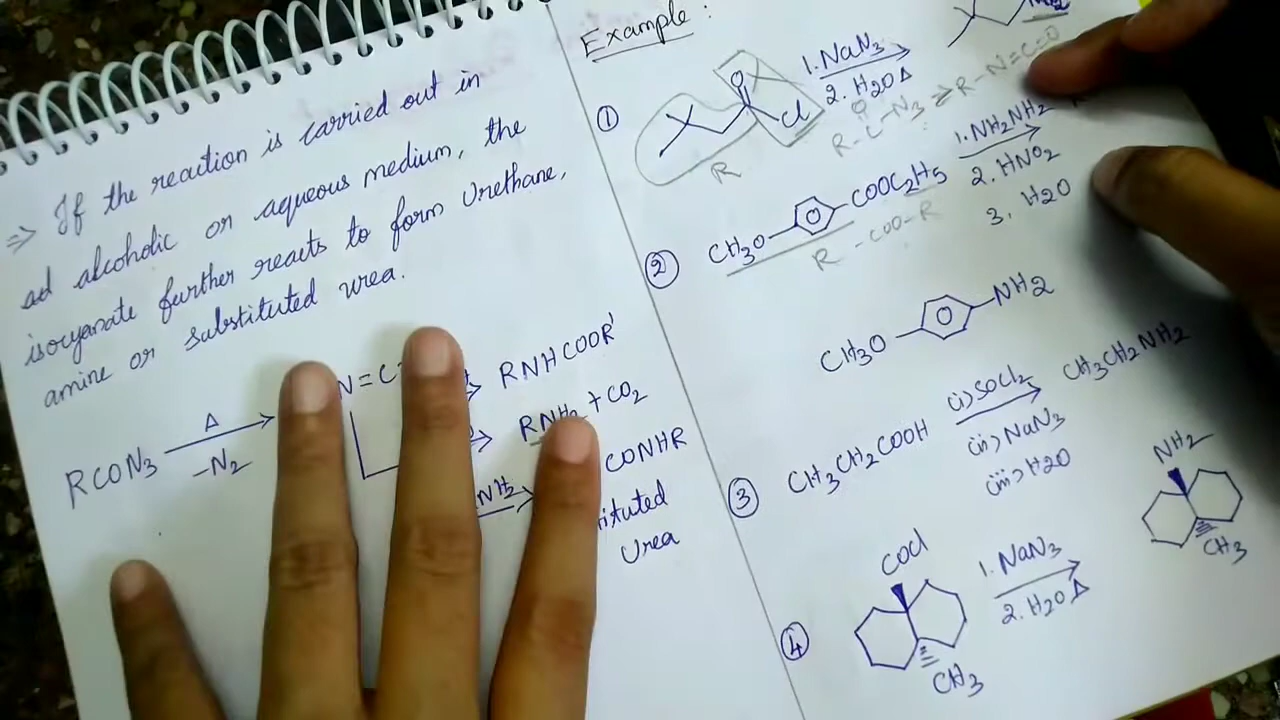 ⇒ If the reaction is carried out in
ad alcoholic or aqueous medium, the
isocyanate further reacts to form Urethane,
amine or substituted urea.
RCON3 Δ -N2
N=C
RNHCOOR'
RNH2 + CO2
NH2
CONHR
Urea
Example :
① O Cl
R
1. NaN3
2. H2O Δ
R-C-N3 ⇒ R-N=C=O
O
② CH3O COOC2H5
R-COO-R
1. NH2NH2
2. HNO2
3. H2O
CH3O NH2
③ CH3CH2COOH
(i) SOCl2
(ii) NaN3
(iii) H2O
CH3CH2NH2
④ COCl
CH3
1. NaN3
2. H2O Δ
NH2
CH3